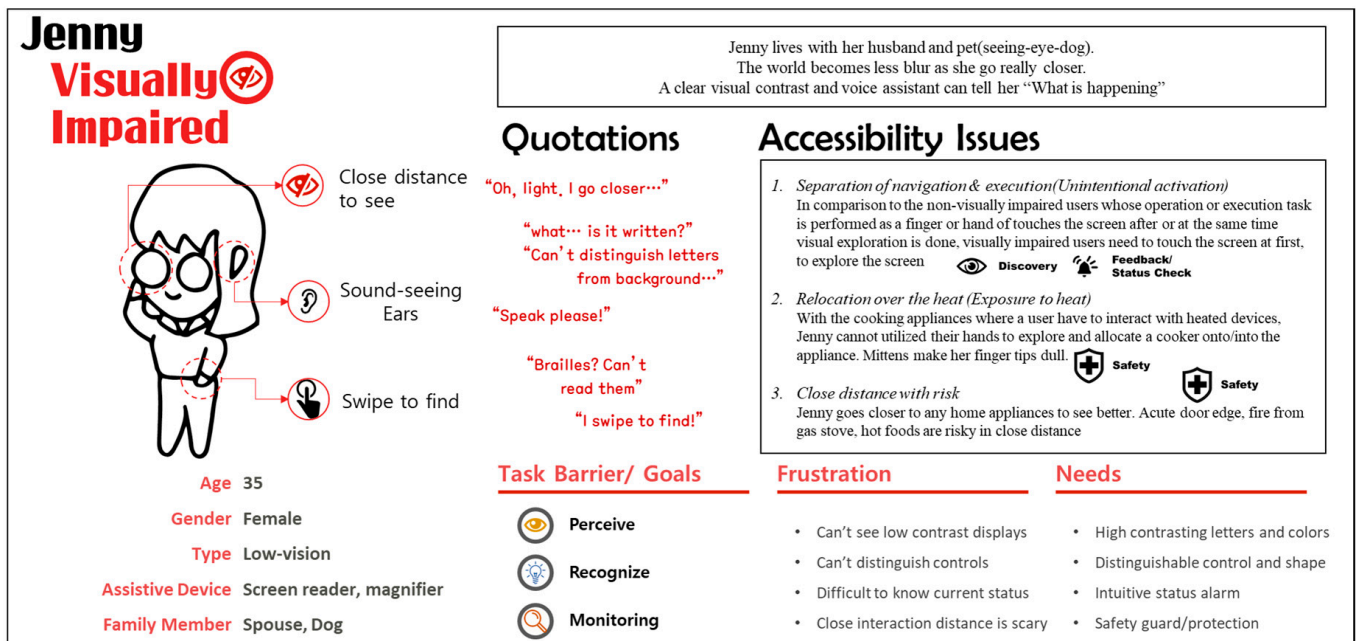 Jenny
Visually
Impaired
Jenny lives with her husband and pet(seeing-eye-dog).
The world becomes less blur as she go really closer.
A clear visual contrast and voice assistant can tell her “What is happening”
Close distance
to see
Sound-seeing
Ears
Swipe to find
Age 35
Gender Female
Type Low-vision
Assistive Device Screen reader, magnifier
Family Member Spouse, Dog
Quotations
“Oh, light. I go closer…”
“what… is it written?”
“Can’t distinguish letters
from background…”
“Speak please!”
“Brailles? Can’t
read them”
“I swipe to find!”
Accessibility Issues
1. Separation of navigation & execution(Unintentional activation)
In comparison to the non-visually impaired users whose operation or execution task
is performed as a finger or hand of touches the screen after or at the same time
visual exploration is done, visually impaired users need to touch the screen at first,
to explore the screen
Discovery
Feedback/
Status Check
2. Relocation over the heat (Exposure to heat)
With the cooking appliances where a user have to interact with heated devices,
Jenny cannot utilized their hands to explore and allocate a cooker onto/into the
appliance. Mittens make her finger tips dull.
Safety
Safety
3. Close distance with risk
Jenny goes closer to any home appliances to see better. Acute door edge, fire from
gas stove, hot foods are risky in close distance
Task Barrier/ Goals
Perceive
Recognize
Monitoring
Frustration
• Can’t see low contrast displays
• Can’t distinguish controls
• Difficult to know current status
• Close interaction distance is scary
Needs
• High contrasting letters and colors
• Distinguishable control and shape
• Intuitive status alarm
• Safety guard/protection